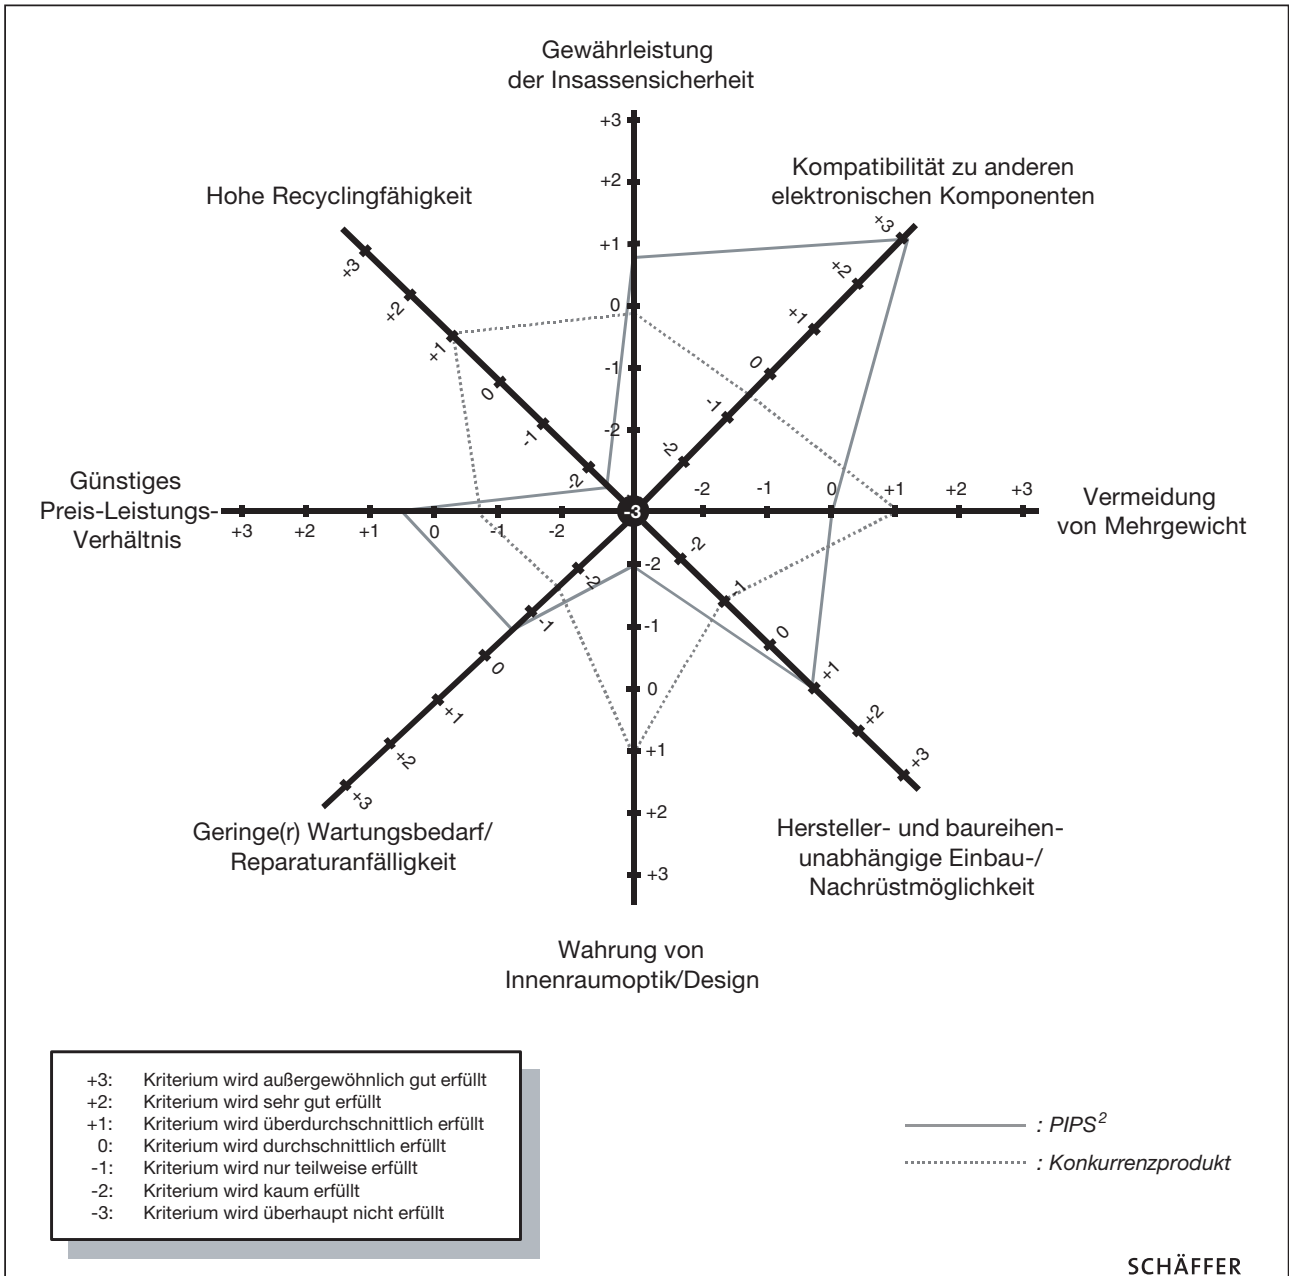 Gewährleistung
der Insassensicherheit
+3
+2
+1
0
-1
-2
Kompatibilität zu anderen
elektronischen Komponenten
+3
+2
+1
0
-1
-2
Hohe Recyclingfähigkeit
+3
+2
+1
0
-1
-2
Günstiges
Preis-Leistungs-
Verhältnis
+3 +2 +1 0 -1 -2
-3
-2 -1 0 +1 +2 +3
Vermeidung
von Mehrgewicht
-2
-1
0
+1
+2
+3
Geringe(r) Wartungsbedarf/
Reparaturanfälligkeit
-2
-1
0
+1
+2
+3
Wahrung von
Innenraumoptik/Design
-2
-1
0
+1
+2
+3
Hersteller- und baureihen-
unabhängige Einbau-/
Nachrüstmöglichkeit
+3: Kriterium wird außergewöhnlich gut erfüllt
+2: Kriterium wird sehr gut erfüllt
+1: Kriterium wird überdurchschnittlich erfüllt
0: Kriterium wird durchschnittlich erfüllt
-1: Kriterium wird nur teilweise erfüllt
-2: Kriterium wird kaum erfüllt
-3: Kriterium wird überhaupt nicht erfüllt
: PIPS²
: Konkurrenzprodukt
SCHÄFFER